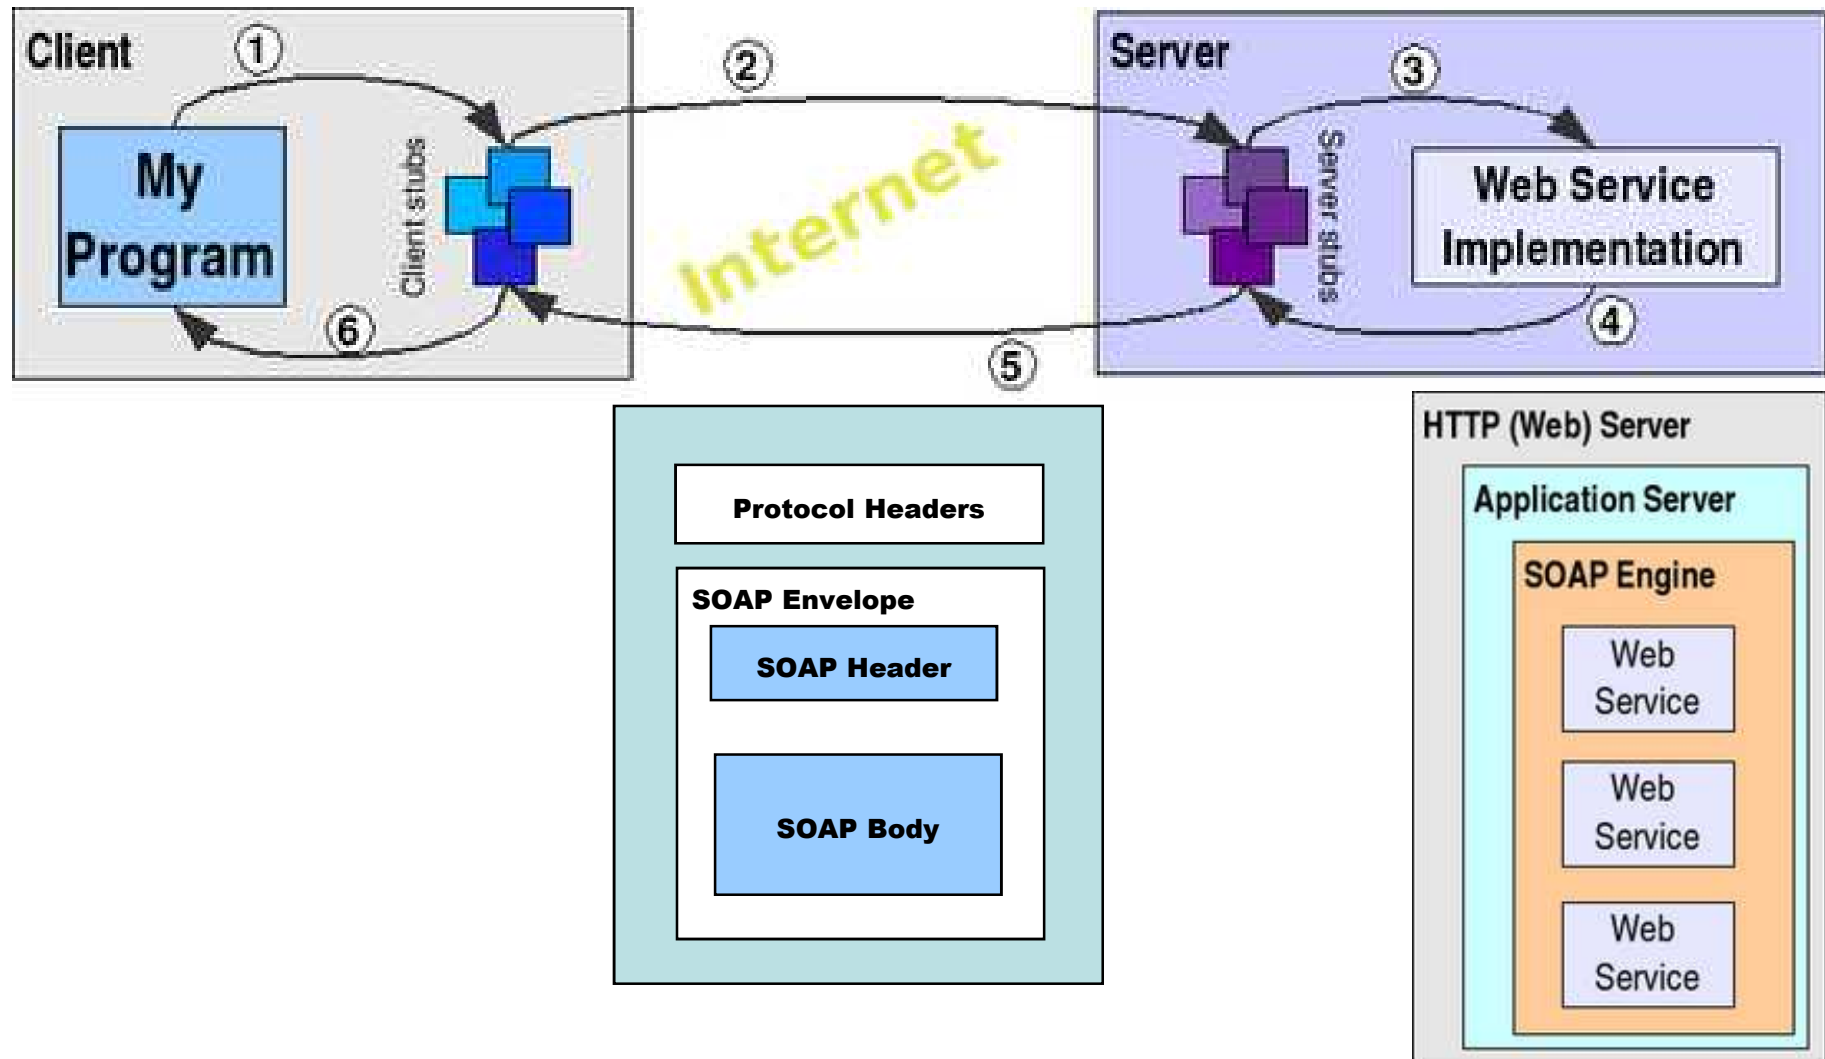 Client
1
2
Server
3
My
Program
Client stubs
Internet
Server stubs
Web Service
Implementation
6
5
4
Protocol Headers
SOAP Envelope
SOAP Header
SOAP Body
HTTP (Web) Server
Application Server
SOAP Engine
Web
Service
Web
Service
Web
Service